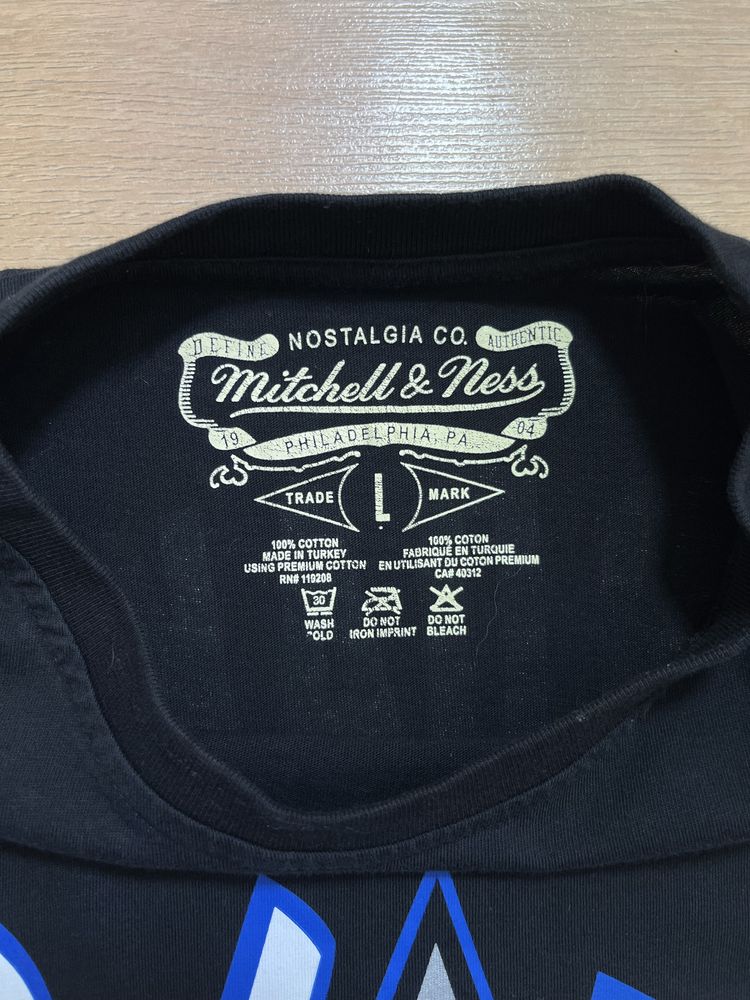 NOSTALGIA CO.
DEFINE AUTHENTIC
Mitchell & Ness
19 PHILADELPHIA, PA. 04
TRADE L MARK
100% COTTON
MADE IN TURKEY
USING PREMIUM COTTON
RN# 119208
100% COTON
FABRIQUÉ EN TURQUIE
EN UTILISANT DU COTON PREMIUM
CA# 40312
30
WASH
COLD
DO NOT
IRON IMPRINT
DO NOT
BLEACH